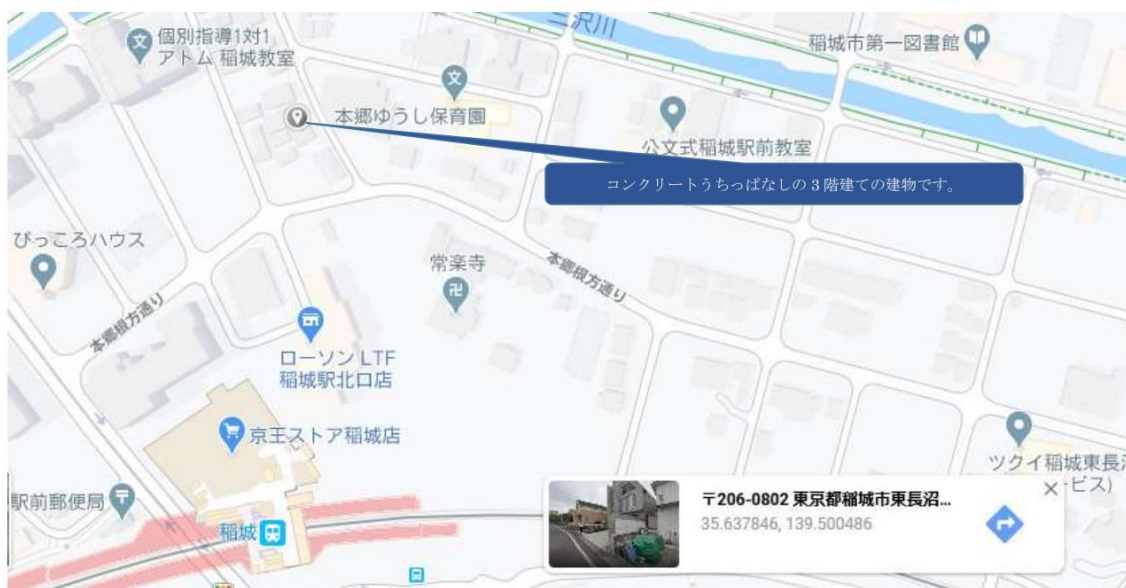 個別指導1対1
アトム 稲城教室
三沢川
稲城市第一図書館
本郷ゆうし保育園
公文式稲城駅前教室
コンクリートうちっぱなしの3階建ての建物です。
ぴっころハウス
常楽寺
本郷根方通り
本郷根方通り
ローソン LTF
稲城駅北口店
京王ストア稲城店
ツクイ稲城東長
ービス)
駅前郵便局
稲城
〒206-0802 東京都稲城市東長沼...
35.637846, 139.500486